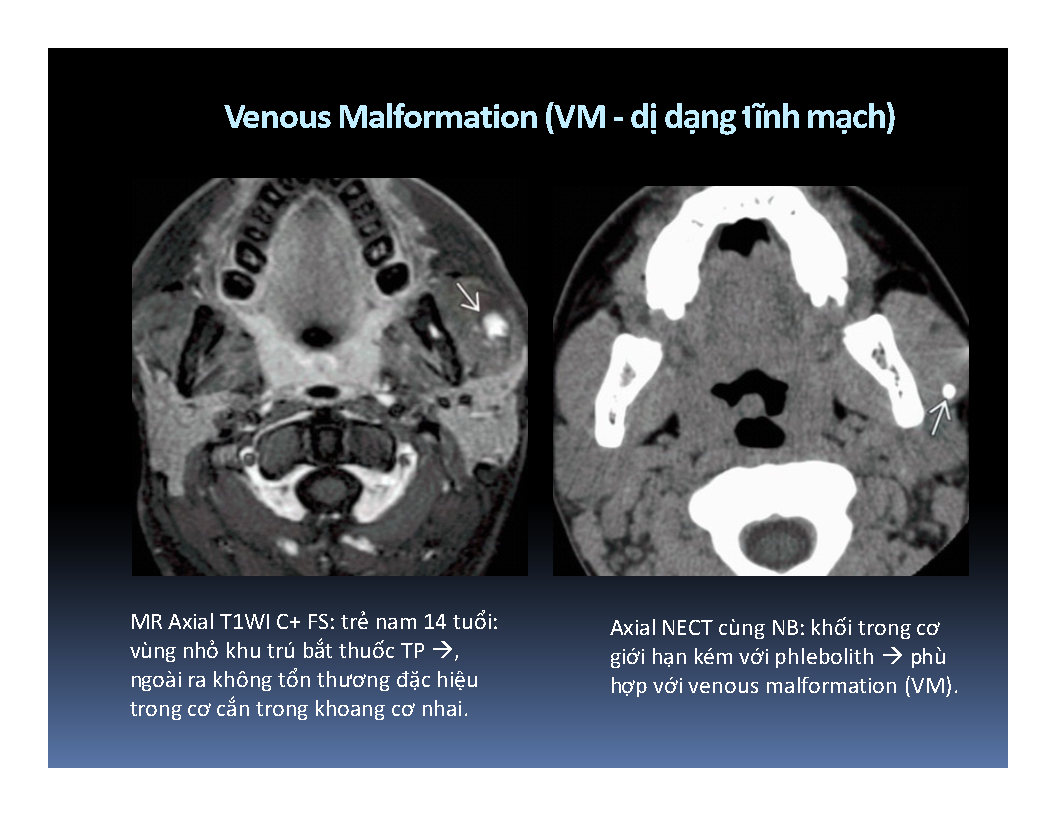 Venous Malformation (VM - dị dạng tĩnh mạch)
MR Axial T1WI C+ FS: trẻ nam 14 tuổi:
vùng nhỏ khu trú bắt thuốc TP →,
ngoài ra không tổn thương đặc hiệu
trong cơ cắn trong khoang cơ nhai.
Axial NECT cùng NB: khối trong cơ
giới hạn kém với phlebolith → phù
hợp với venous malformation (VM).